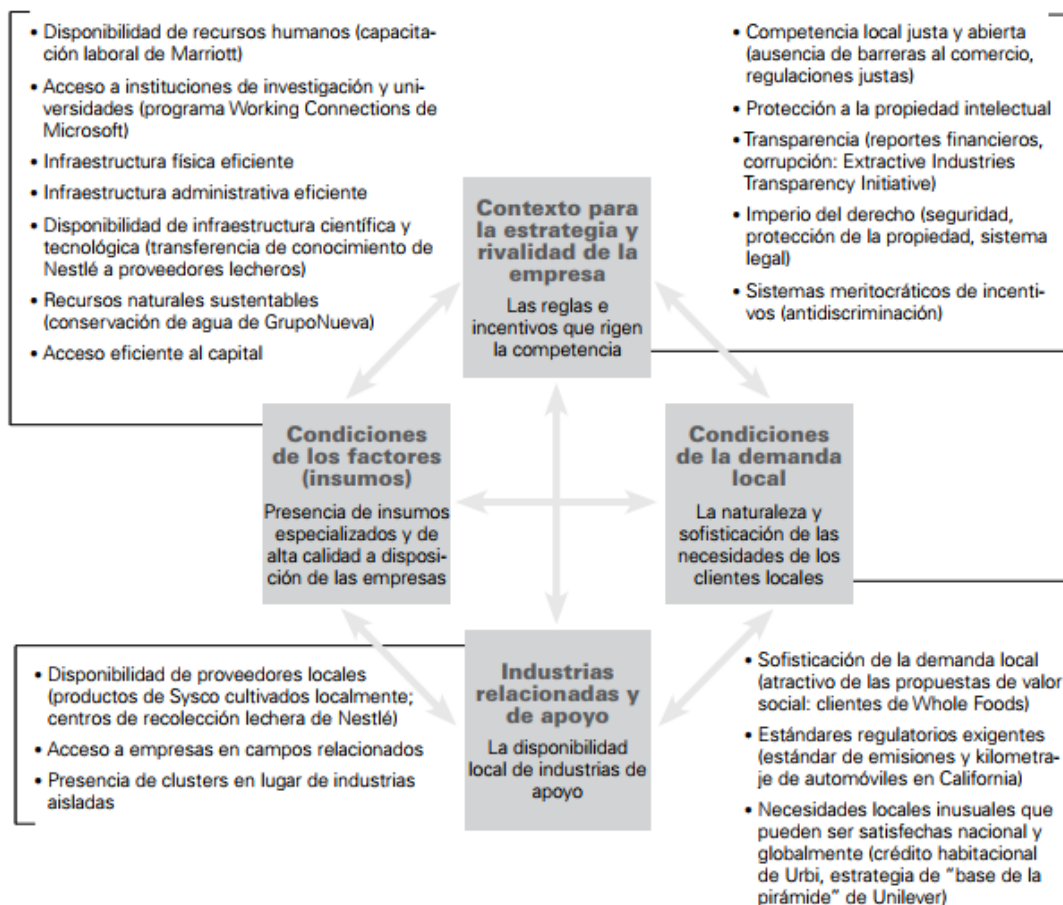 • Disponibilidad de recursos humanos (capacita-
ción laboral de Marriott)
• Acceso a instituciones de investigación y uni-
versidades (programa Working Connections de
Microsoft)
• Infraestructura física eficiente
• Infraestructura administrativa eficiente
• Disponibilidad de infraestructura científica y
tecnológica (transferencia de conocimiento de
Nestlé a proveedores lecheros)
• Recursos naturales sustentables
(conservación de agua de GrupoNueva)
• Acceso eficiente al capital
• Competencia local justa y abierta
(ausencia de barreras al comercio,
regulaciones justas)
• Protección a la propiedad intelectual
• Transparencia (reportes financieros,
corrupción: Extractive Industries
Transparency Initiative)
• Imperio del derecho (seguridad,
protección de la propiedad, sistema
legal)
• Sistemas meritocráticos de incenti-
vos (antidiscriminación)
Contexto para
la estrategia y
rivalidad de la
empresa
Las reglas e
incentivos que rigen
la competencia
Condiciones
de los factores
(insumos)
Presencia de insumos
especializados y de
alta calidad a disposi-
ción de las empresas
Condiciones
de la demanda
local
La naturaleza y
sofisticación de las
necesidades de los
clientes locales
Industrias
relacionadas y
de apoyo
La disponibilidad
local de industrias de
apoyo
• Disponibilidad de proveedores locales
(productos de Sysco cultivados localmente;
centros de recolección lechera de Nestlé)
• Acceso a empresas en campos relacionados
• Presencia de clusters en lugar de industrias
aisladas
• Sofisticación de la demanda local
(atractivo de las propuestas de valor
social: clientes de Whole Foods)
• Estándares regulatorios exigentes
(estándar de emisiones y kilometra-
je de automóviles en California)
• Necesidades locales inusuales que
pueden ser satisfechas nacional y
globalmente (crédito habitacional
de Urbi, estrategia de "base de la
pirámide" de Unilever)